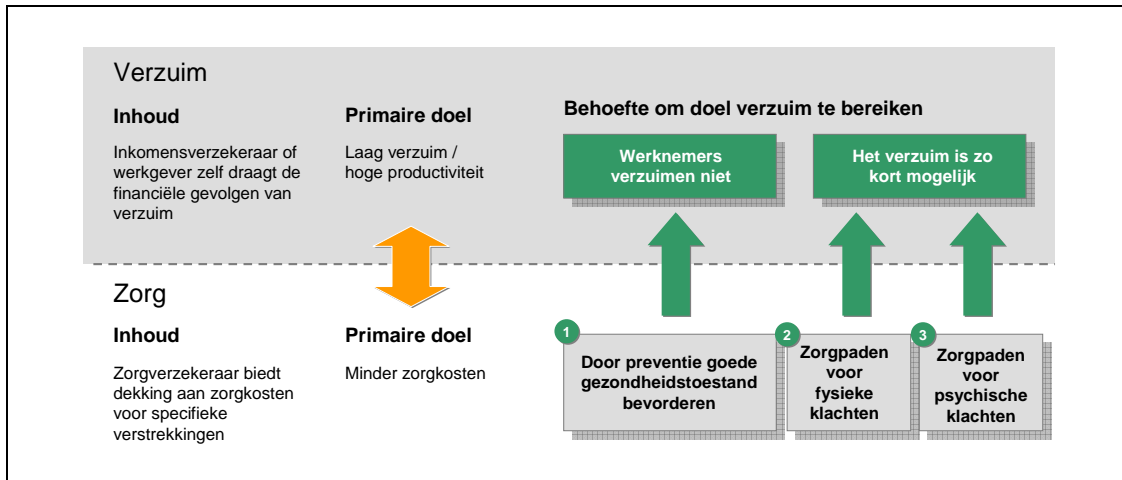 Verzuim
Inhoud
Inkomensverzekeraar of
werkgever zelf draagt de
financiële gevolgen van
verzuim
Primaire doel
Laag verzuim /
hoge productiviteit
Behoefte om doel verzuim te bereiken
Werknemers
verzuimen niet
Het verzuim is zo
kort mogelijk
Zorg
Inhoud
Zorgverzekeraar biedt
dekking aan zorgkosten
voor specifieke
verstrekkingen
Primaire doel
Minder zorgkosten
1
Door preventie goede
gezondheidstoestand
bevorderen
2
Zorgpaden
voor
fysieke
klachten
3
Zorgpaden
voor
psychische
klachten